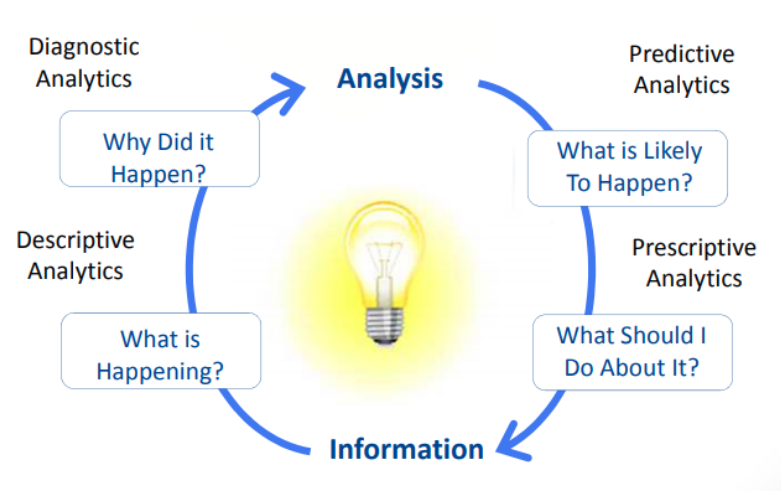 Diagnostic
Analytics
Analysis
Predictive
Analytics
Why Did it
Happen?
What is Likely
To Happen?
Descriptive
Analytics
Prescriptive
Analytics
What is
Happening?
What Should I
Do About It?
Information